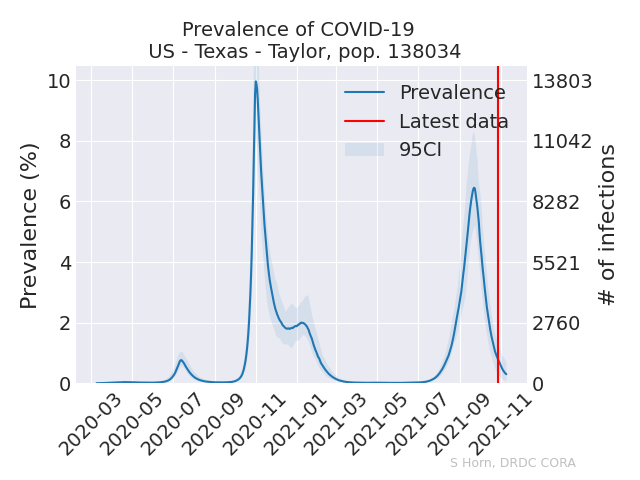 Prevalence of COVID-19
US - Texas - Taylor, pop. 138034
Prevalence (%)
10
8
6
4
2
0
Prevalence
Latest data
95CI
13803
11042
8282
5521
2760
0
# of infections
2020-03
2020-05
2020-07
2020-09
2020-11
2021-01
2021-03
2021-05
2021-07
2021-09
2021-11
S Horn, DRDC CORA